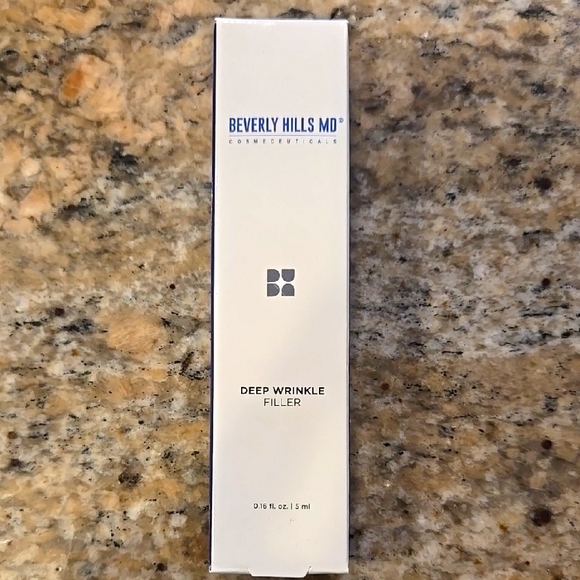 BEVERLY HILLS MD®
COSMECEUTICALS
DEEP WRINKLE
FILLER
0.16 fl. oz. | 5 ml